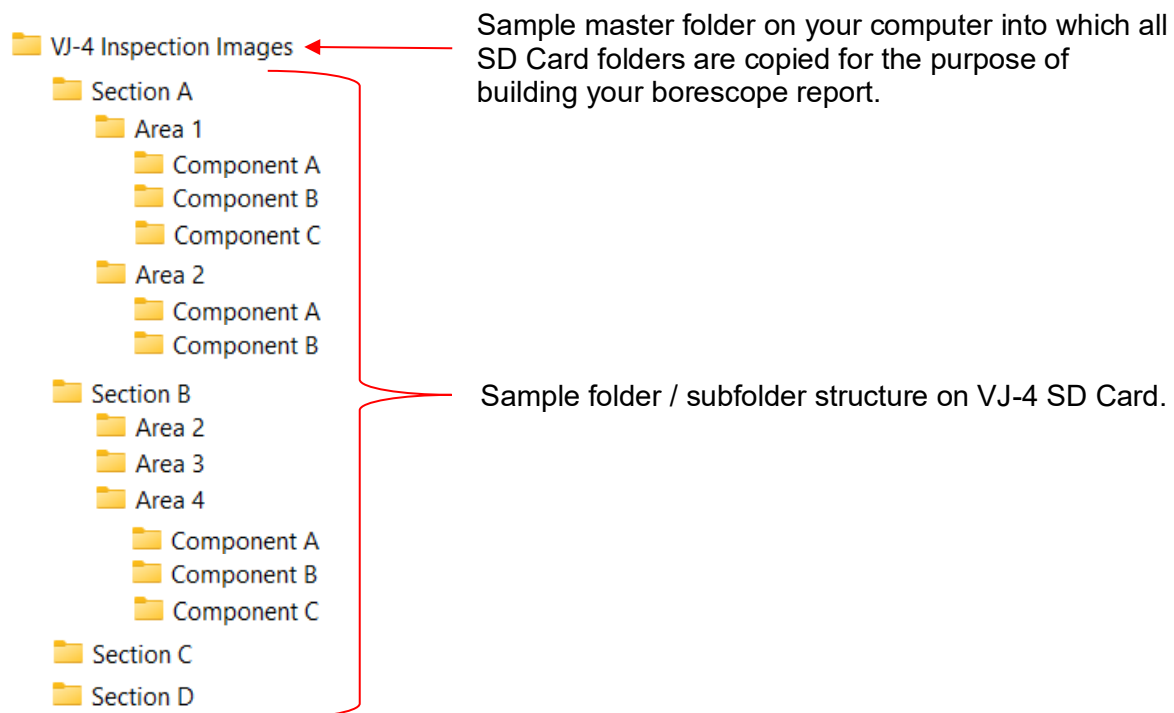 VJ-4 Inspection Images
Sample master folder on your computer into which all
SD Card folders are copied for the purpose of
building your borescope report.
Section A
Area 1
Component A
Component B
Component C
Area 2
Component A
Component B
Section B
Sample folder / subfolder structure on VJ-4 SD Card.
Area 2
Area 3
Area 4
Component A
Component B
Component C
Section C
Section D